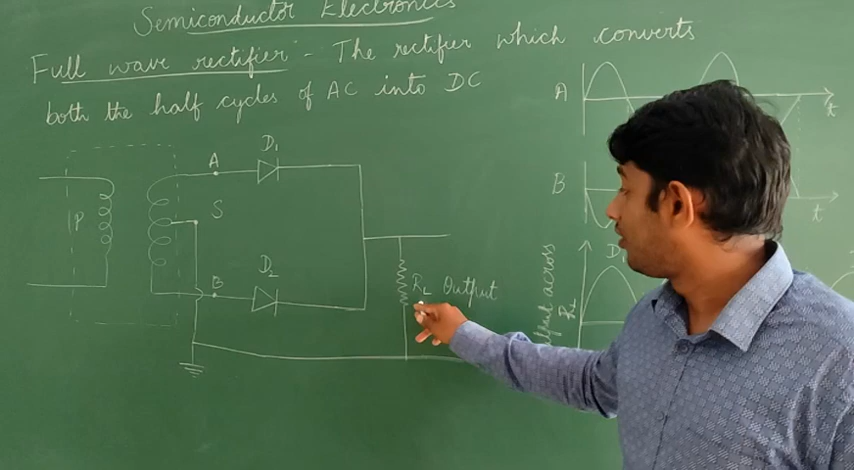 Semiconductor Electronics
Full wave rectifier - The rectifier which converts
both the half cycles of AC into DC
A
t
B
t
D1
A
P
S
D2
B
RL Output
across
RL